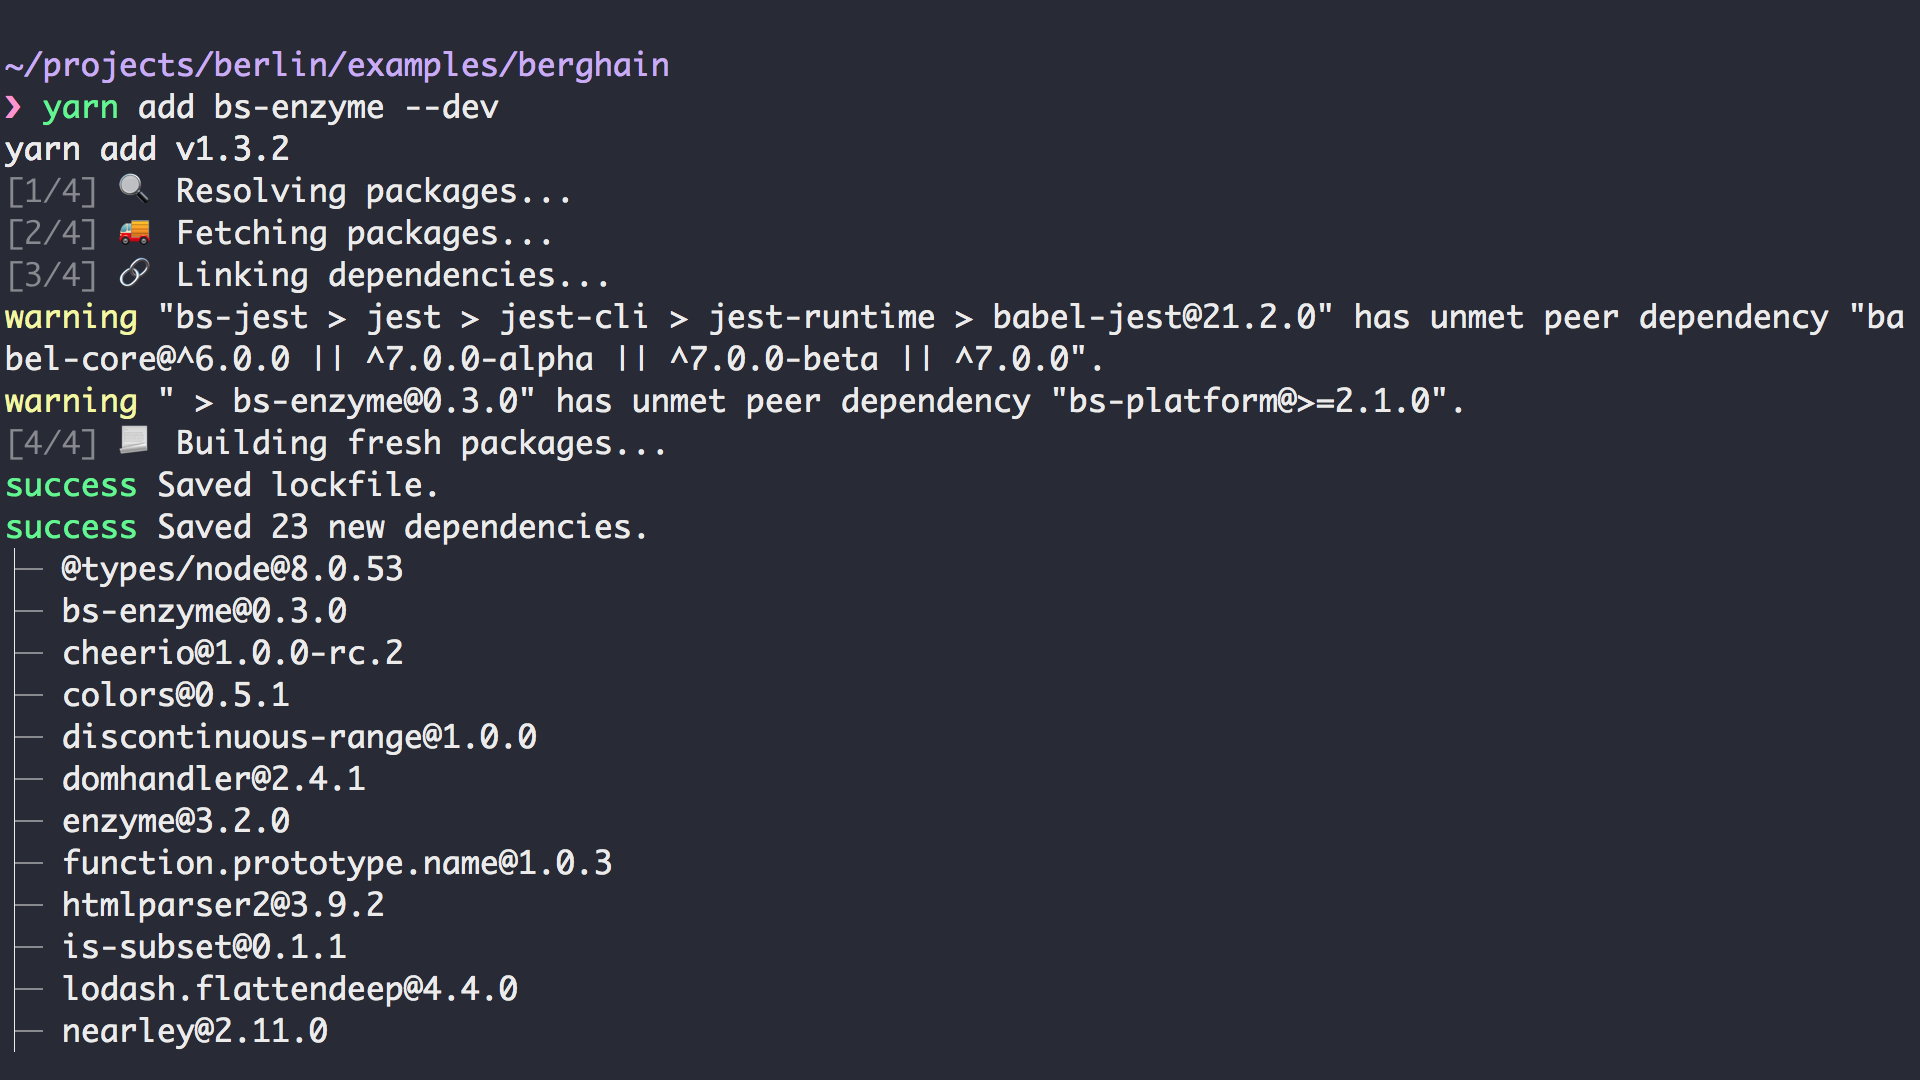 ~/projects/berlin/examples/berghain
❯ yarn add bs-enzyme --dev
yarn add v1.3.2
[1/4] 🔍 Resolving packages...
[2/4] 🚚 Fetching packages...
[3/4] 🔗 Linking dependencies...
warning "bs-jest > jest > jest-cli > jest-runtime > babel-jest@21.2.0" has unmet peer dependency "ba
bel-core@^6.0.0 || ^7.0.0-alpha || ^7.0.0-beta || ^7.0.0".
warning " > bs-enzyme@0.3.0" has unmet peer dependency "bs-platform@>=2.1.0".
[4/4] 📃 Building fresh packages...
success Saved lockfile.
success Saved 23 new dependencies.
├─ @types/node@8.0.53
├─ bs-enzyme@0.3.0
├─ cheerio@1.0.0-rc.2
├─ colors@0.5.1
├─ discontinuous-range@1.0.0
├─ domhandler@2.4.1
├─ enzyme@3.2.0
├─ function.prototype.name@1.0.3
├─ htmlparser2@3.9.2
├─ is-subset@0.1.1
├─ lodash.flattendeep@4.4.0
├─ nearley@2.11.0